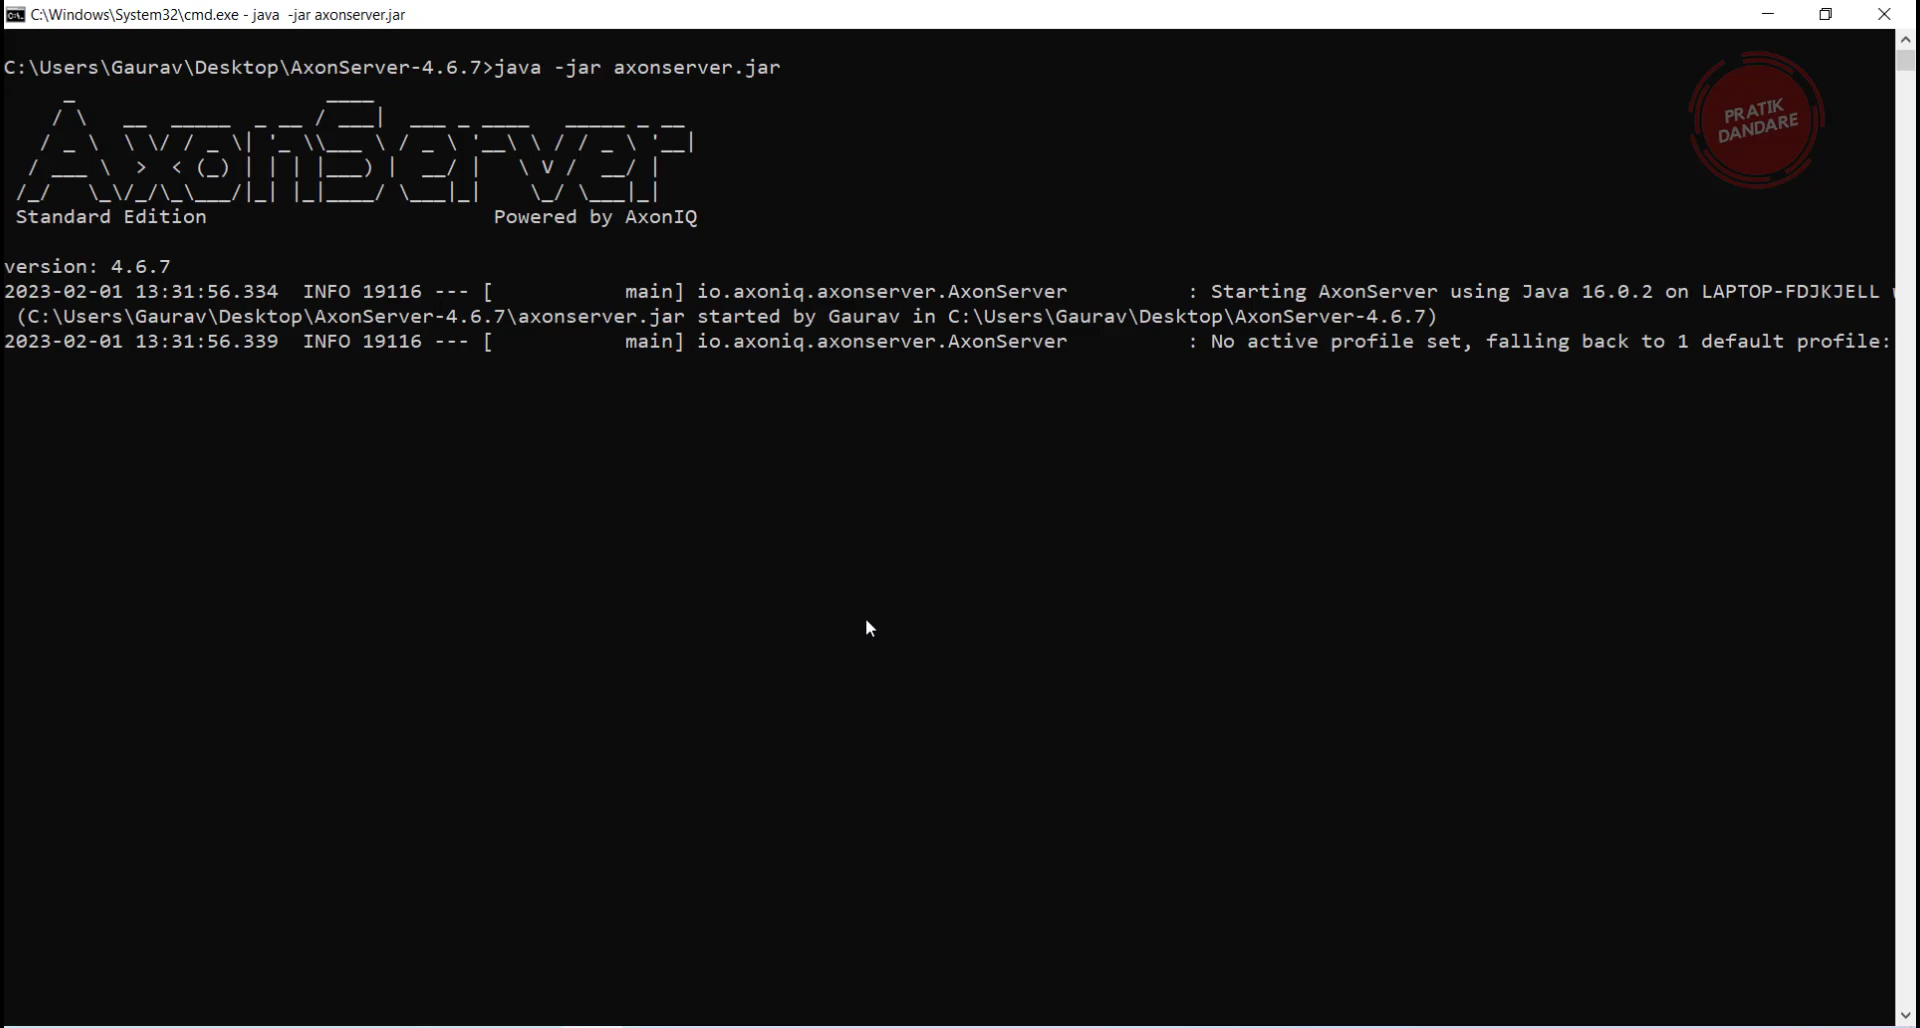 C:\Windows\System32\cmd.exe - java  -jar axonserver.jar
C:\Users\Gaurav\Desktop\AxonServer-4.6.7>java -jar axonserver.jar
PRATIK
DANDARE
AxonServer
Standard Edition                        Powered by AxonIQ
version: 4.6.7
2023-02-01 13:31:56.334  INFO 19116 --- [           main] io.axoniq.axonserver.AxonServer          : Starting AxonServer using Java 16.0.2 on LAPTOP-FDJKJELL
(C:\Users\Gaurav\Desktop\AxonServer-4.6.7\axonserver.jar started by Gaurav in C:\Users\Gaurav\Desktop\AxonServer-4.6.7)
2023-02-01 13:31:56.339  INFO 19116 --- [           main] io.axoniq.axonserver.AxonServer          : No active profile set, falling back to 1 default profile: